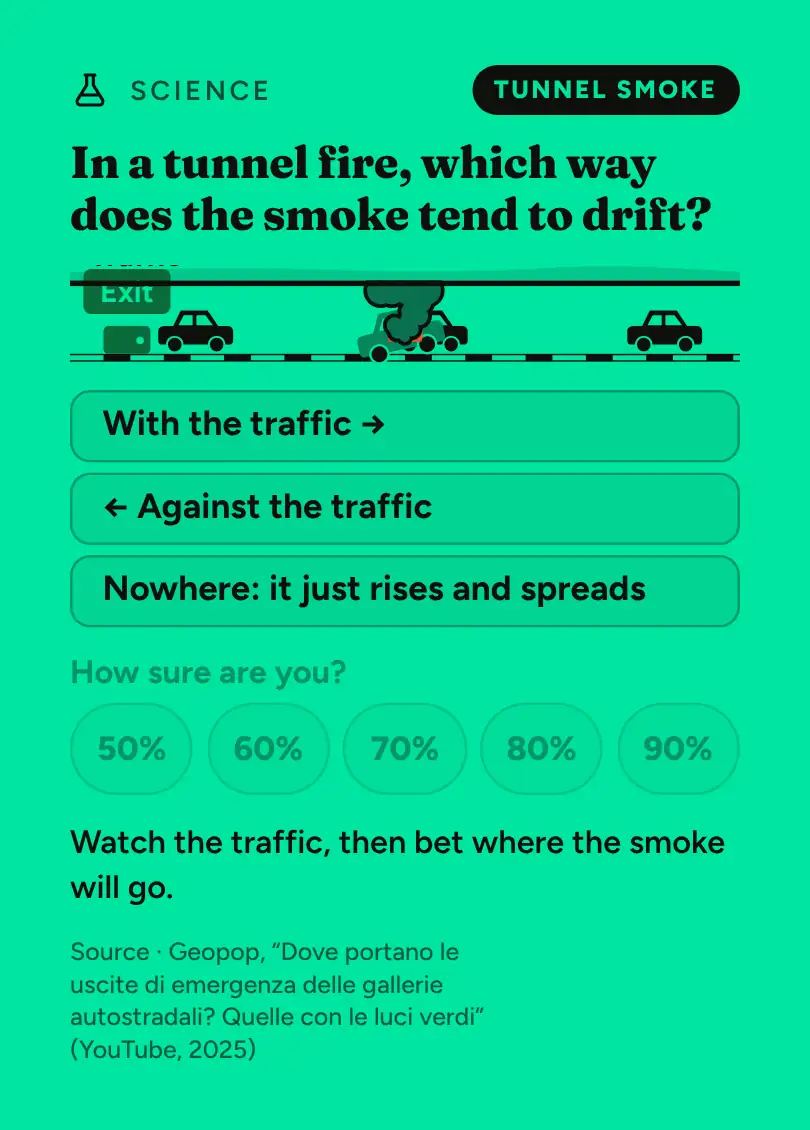 SCIENCE
TUNNEL SMOKE
In a tunnel fire, which way
does the smoke tend to drift?
Exit
With the traffic →
← Against the traffic
Nowhere: it just rises and spreads
How sure are you?
50% 60% 70% 80% 90%
Watch the traffic, then bet where the smoke
will go.
Source · Geopop, “Dove portano le
uscite di emergenza delle gallerie
autostradali? Quelle con le luci verdi”
(YouTube, 2025)